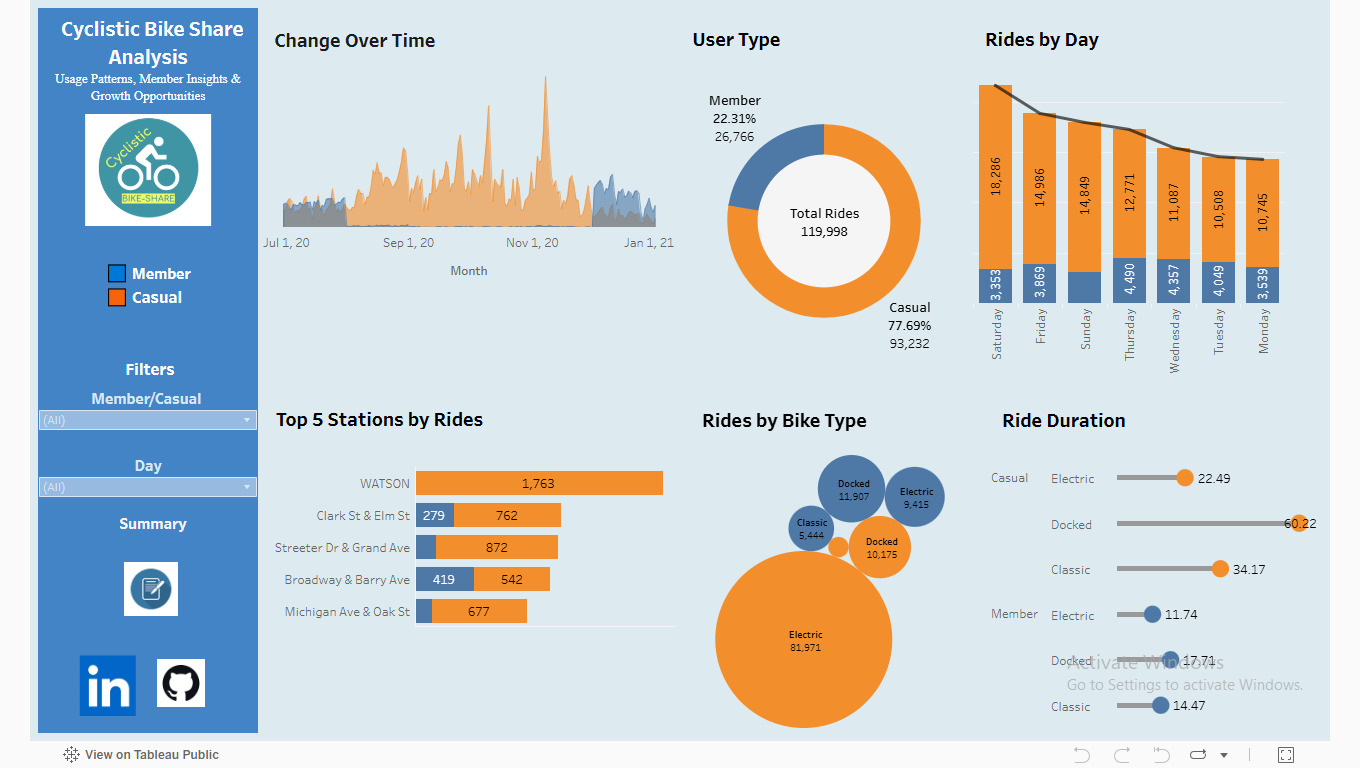 Cyclistic Bike Share
Analysis
Usage Patterns, Member Insights &
Growth Opportunities
Cyclistic
BIKE-SHARE
Member
Casual
Filters
Member/Casual
(All)
Day
(All)
Summary
in
Change Over Time
Jul 1, 20
Sep 1, 20
Nov 1, 20
Jan 1, 21
Month
User Type
Member
22.31%
26,766
Total Rides
119,998
Casual
77.69%
93,232
Rides by Day
18,286
14,986
14,849
12,771
11,087
10,508
10,745
3,353
3,869
4,490
4,357
4,049
3,539
Saturday
Friday
Sunday
Thursday
Wednesday
Tuesday
Monday
Top 5 Stations by Rides
WATSON
1,763
Clark St & Elm St
279
762
Streeter Dr & Grand Ave
872
Broadway & Barry Ave
419
542
Michigan Ave & Oak St
677
Rides by Bike Type
Docked
11,907
Electric
9,415
Classic
5,444
Docked
10,175
Electric
81,971
Ride Duration
Casual
Electric
22.49
Docked
60.22
Classic
34.17
Member
Electric
11.74
Docked
17.71
Classic
14.47
Activate Windows
Go to Settings to activate Windows.
View on Tableau Public